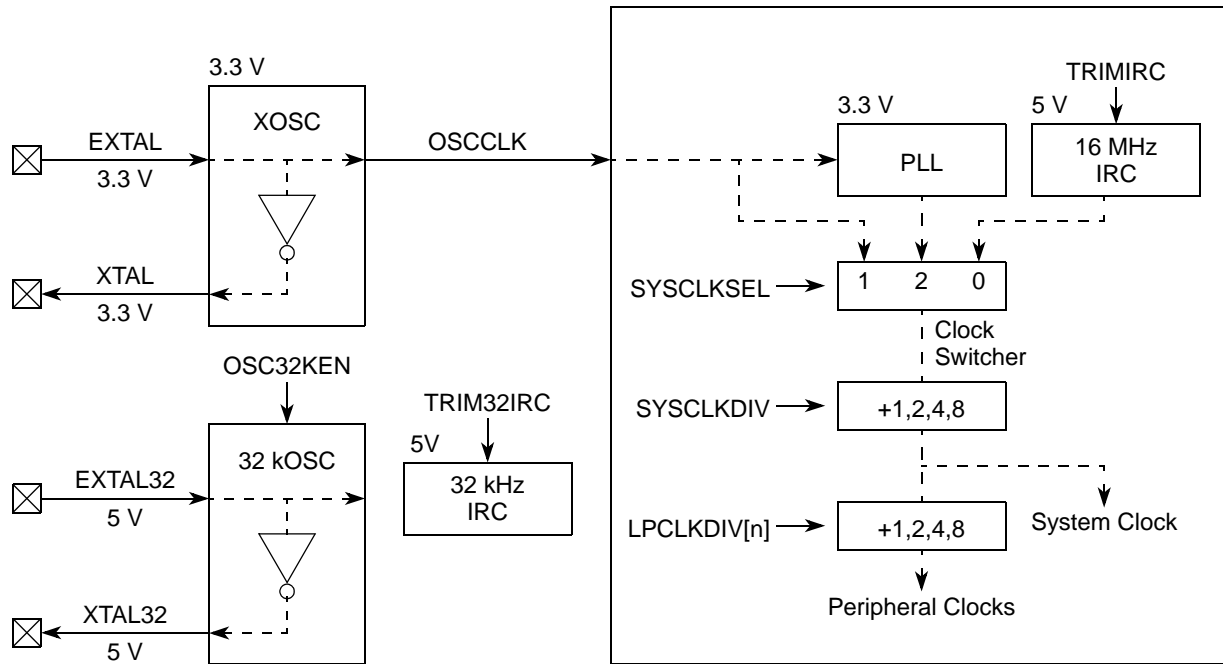 3.3 V
XOSC
EXTAL
3.3 V
XTAL
3.3 V
OSCCLK
3.3 V
PLL
TRIMIRC
5 V
16 MHz
IRC
SYSCLKSEL
1 2 0
Clock
Switcher
SYSCLKDIV
+1,2,4,8
System Clock
LPCLKDIV[n]
+1,2,4,8
Peripheral Clocks
OSC32KEN
32 kOSC
EXTAL32
5 V
XTAL32
5 V
TRIM32IRC
5V
32 kHz
IRC